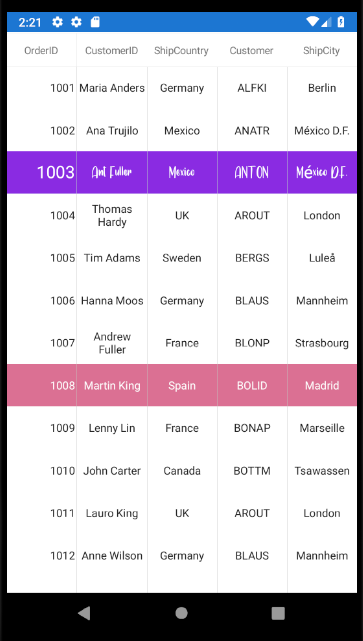 2:21
OrderID CustomerID ShipCountry Customer ShipCity
1001 Maria Anders Germany ALFKI Berlin
1002 Ana Trujilo Mexico ANATR México D.F.
1003 Ant Fuller Mexico ANTON México D.F.
1004 Thomas Hardy UK AROUT London
1005 Tim Adams Sweden BERGS Luleå
1006 Hanna Moos Germany BLAUS Mannheim
1007 Andrew Fuller France BLONP Strasbourg
1008 Martin King Spain BOLID Madrid
1009 Lenny Lin France BONAP Marseille
1010 John Carter Canada BOTTM Tsawassen
1011 Lauro King UK AROUT London
1012 Anne Wilson Germany BLAUS Mannheim